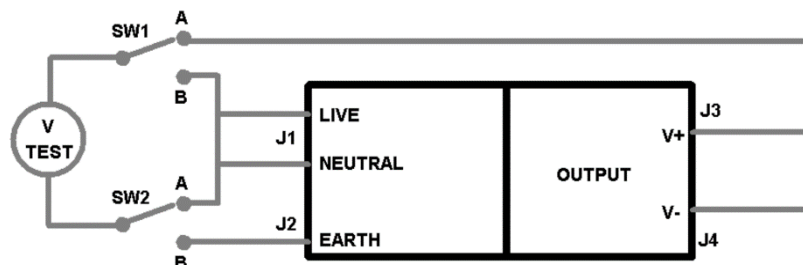 A
SW1
B
V
TEST
A
SW2
B
J1
J2
LIVE
NEUTRAL
EARTH
OUTPUT
V+
V-
J3
J4